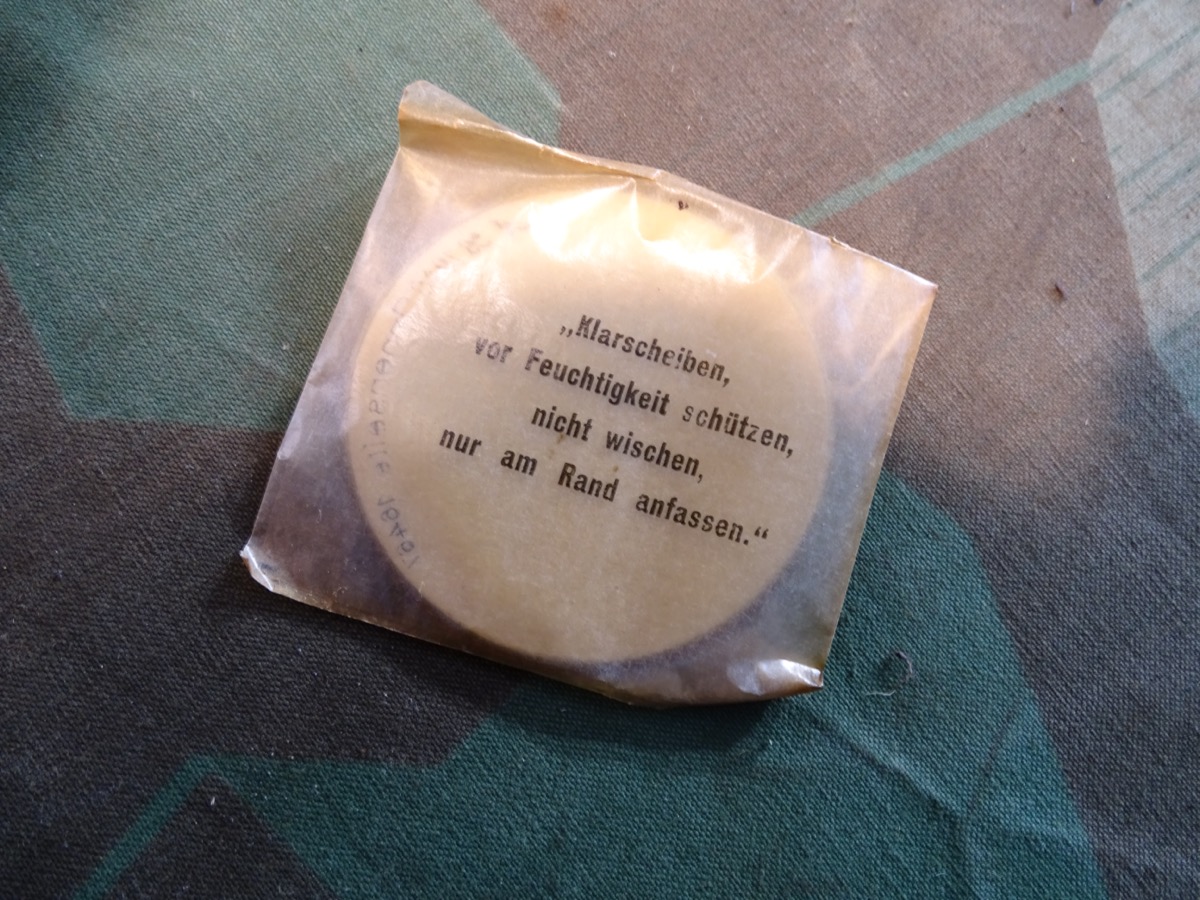 „Klarscheiben,
vor Feuchtigkeit schützen,
nicht wischen,
nur am Rand anfassen.“